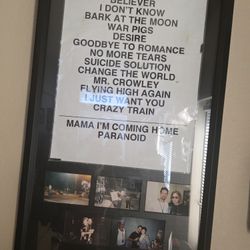 BELIEVER
I DON'T KNOW
BARK AT THE MOON
WAR PIGS
DESIRE
GOODBYE TO ROMANCE
NO MORE TEARS
SUICIDE SOLUTION
CHANGE THE WORLD
MR. CROWLEY
FLYING HIGH AGAIN
I JUST WANT YOU
CRAZY TRAIN
MAMA I'M COMING HOME
PARANOID